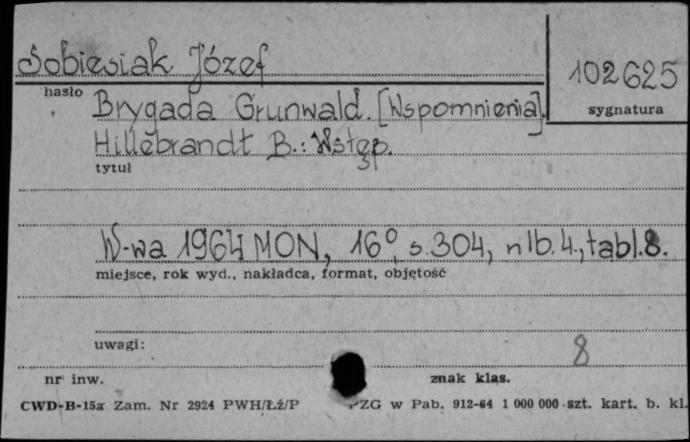 Sobiesiak Józef
102625
hasło
sygnatura
Brygada Grunwald. [Wspomnienia].
Hillebrandt B.: Wstęp.
tytuł
W-wa 1964 MON, 16°, s. 304, nlb. 4., tabl. 8.
miejsce, rok wyd., nakładca, format, objętość
uwagi:
8
nr inw.
znak klas.
CWD-B-15a Zam. Nr 2924 PWH/Łź/P PZG w Pab. 912-64 1 000 000 szt. kart. b. kl.